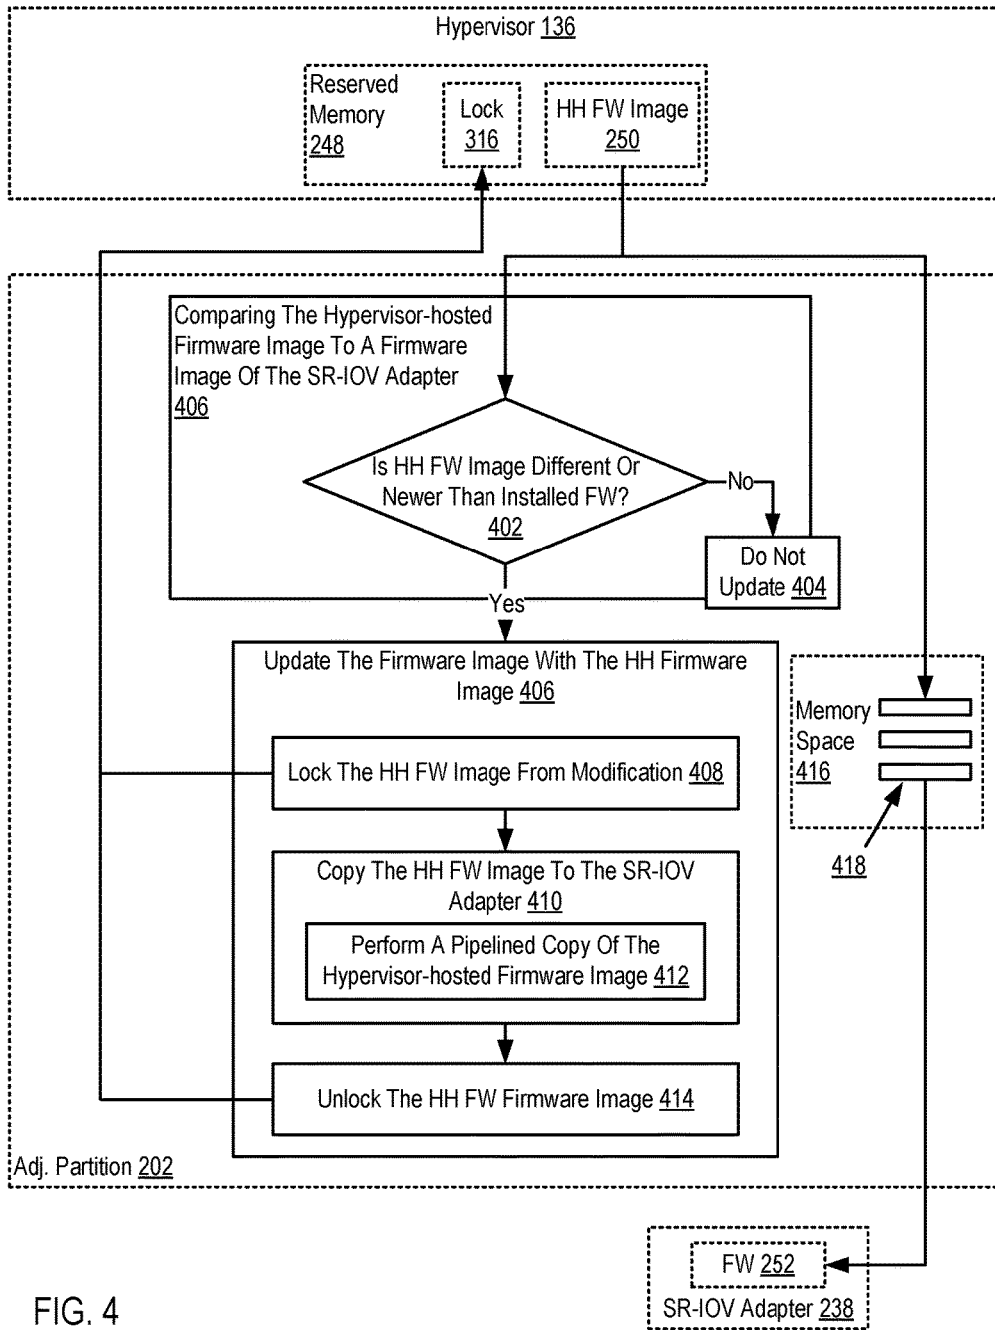 Hypervisor 136
Reserved
Memory
248
Lock
316
HH FW Image
250
Comparing The Hypervisor-hosted
Firmware Image To A Firmware
Image Of The SR-IOV Adapter
406
Is HH FW Image Different Or
Newer Than Installed FW?
402
No
Do Not
Update 404
Yes
Update The Firmware Image With The HH Firmware
Image 406
Lock The HH FW Image From Modification 408
Copy The HH FW Image To The SR-IOV
Adapter 410
Perform A Pipelined Copy Of The
Hypervisor-hosted Firmware Image 412
Unlock The HH FW Firmware Image 414
Memory
Space
416
418
Adj. Partition 202
FW 252
SR-IOV Adapter 238
FIG. 4